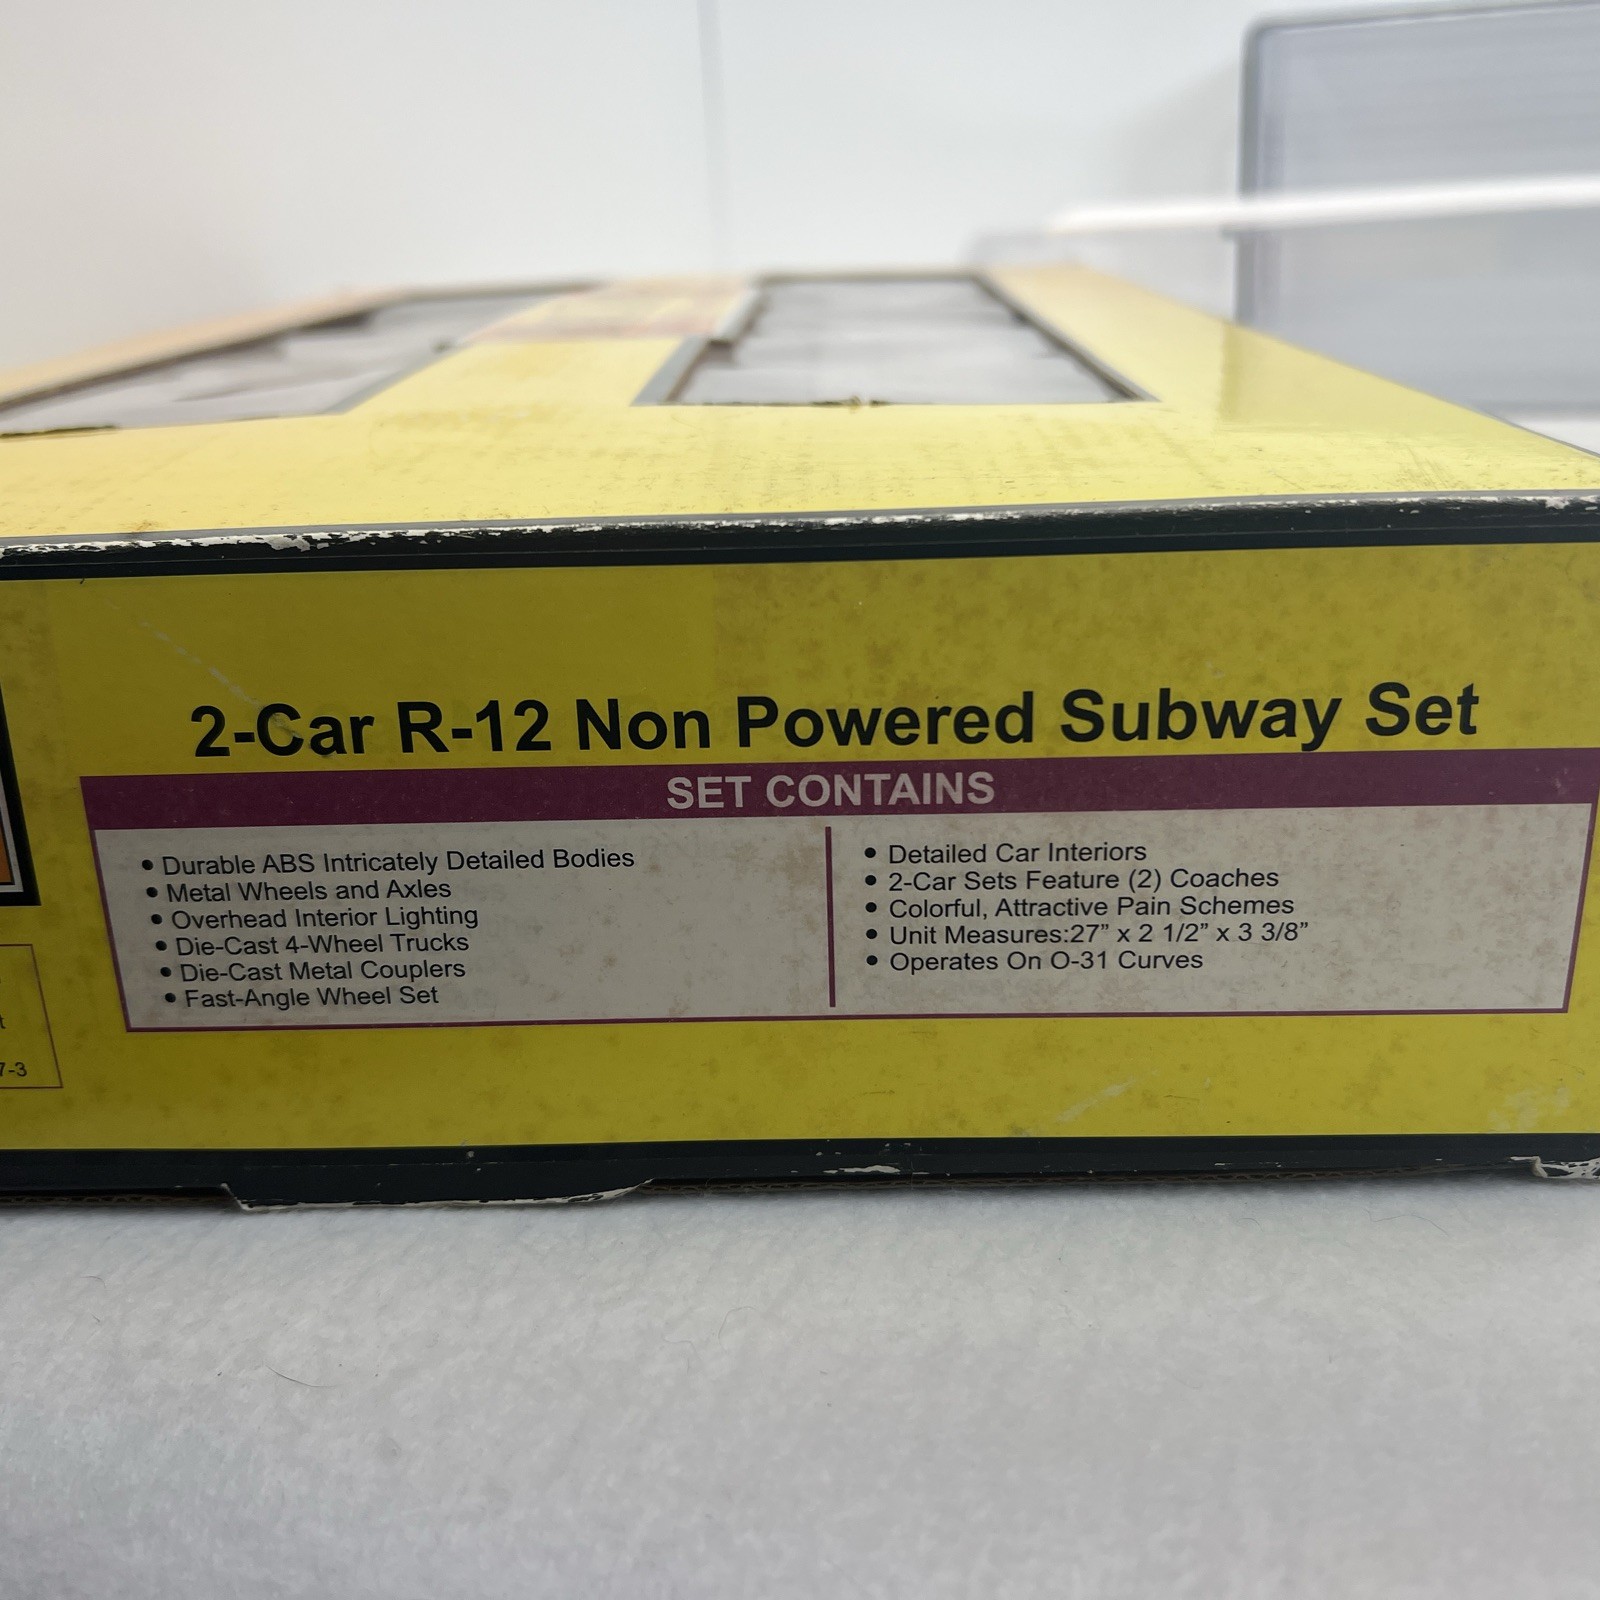 2-Car R-12 Non Powered Subway Set
SET CONTAINS
• Durable ABS Intricately Detailed Bodies
• Metal Wheels and Axles
• Overhead Interior Lighting
• Die-Cast 4-Wheel Trucks
• Die-Cast Metal Couplers
• Fast-Angle Wheel Set
• Detailed Car Interiors
• 2-Car Sets Feature (2) Coaches
• Colorful, Attractive Pain Schemes
• Unit Measures:27” x 2 1/2” x 3 3/8”
• Operates On O-31 Curves
t
7-3